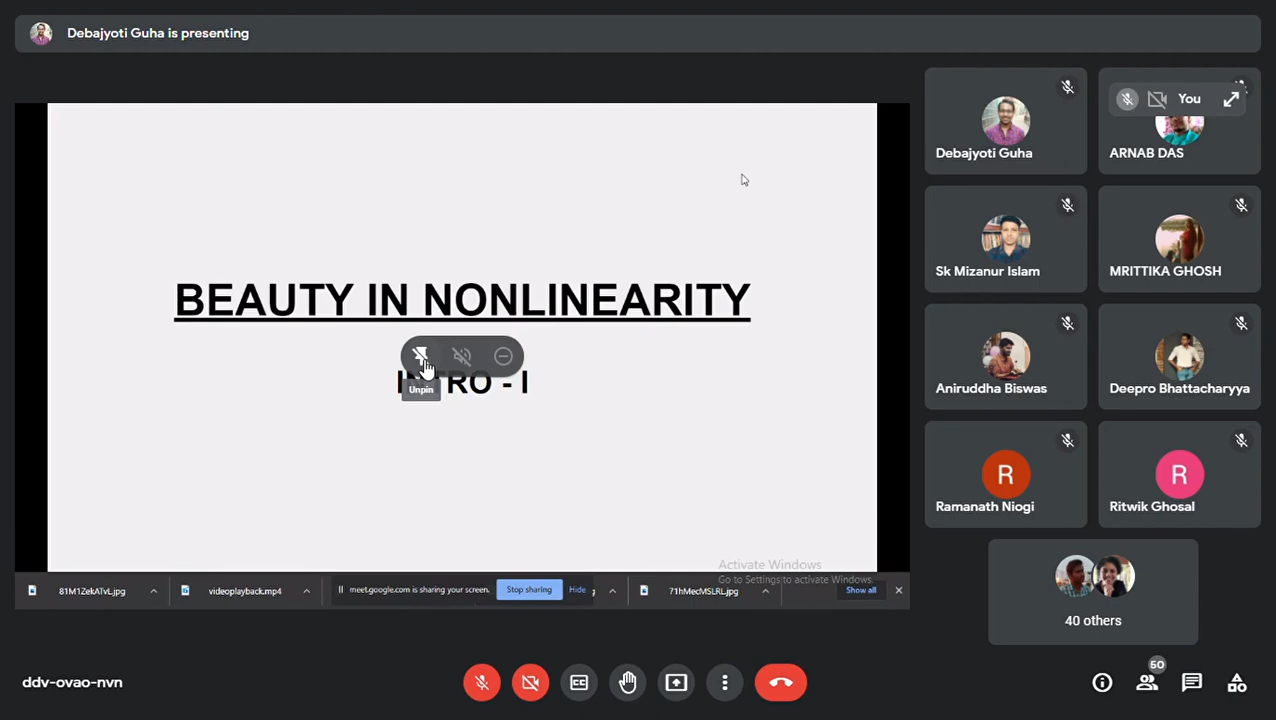 Debajyoti Guha is presenting
BEAUTY IN NONLINEARITY
INTRO - I
Unpin
Activate Windows
Go to Settings to activate Windows.
81M1ZekATvL.jpg
videoplayback.mp4
meet.google.com is sharing your screen.
Stop sharing
Hide
g
71hMecMSLRL.jpg
Show all
Debajyoti Guha
You
ARNAB DAS
Sk Mizanur Islam
MRITTIKA GHOSH
Aniruddha Biswas
Deepro Bhattacharyya
R
Ramanath Niogi
R
Ritwik Ghosal
40 others
ddv-ovao-nvn
CC
50